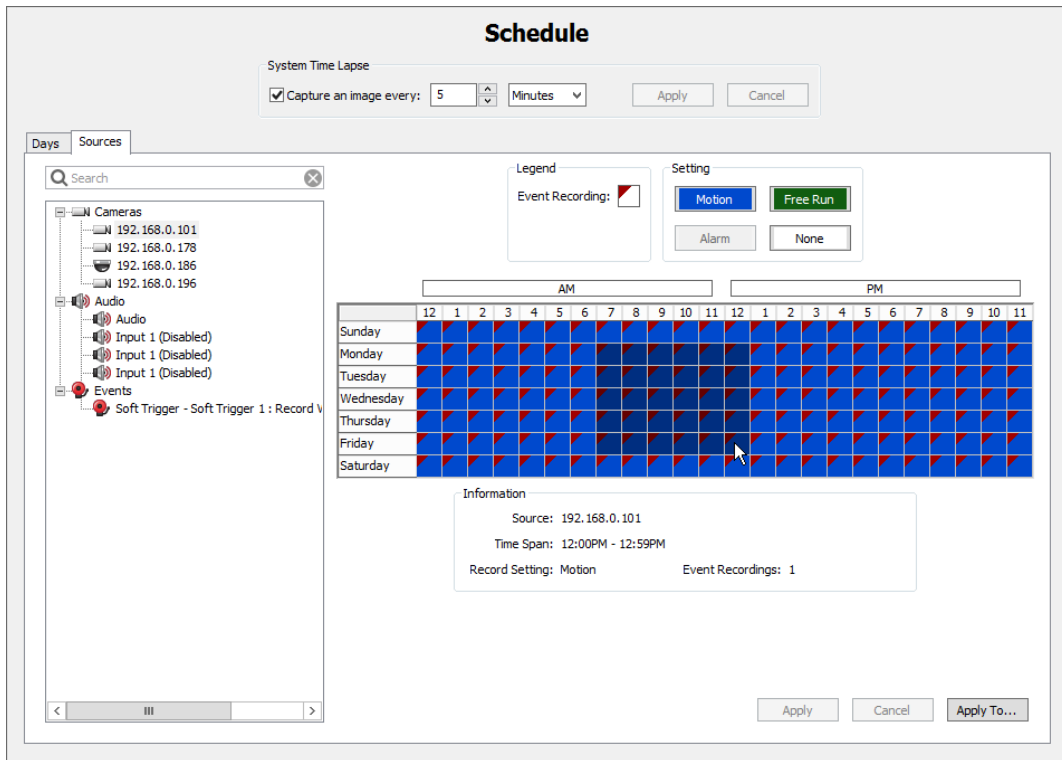 Schedule
System Time Lapse
Capture an image every: 5 Minutes Apply Cancel
Days Sources
Search
Cameras
192.168.0.101
192.168.0.178
192.168.0.186
192.168.0.196
Audio
Audio
Input 1 (Disabled)
Input 1 (Disabled)
Input 1 (Disabled)
Events
Soft Trigger - Soft Trigger 1 : Record
Legend
Event Recording:
Setting
Motion Free Run
Alarm None
AM PM
12 1 2 3 4 5 6 7 8 9 10 11 12 1 2 3 4 5 6 7 8 9 10 11
Sunday
Monday
Tuesday
Wednesday
Thursday
Friday
Saturday
Information
Source: 192.168.0.101
Time Span: 12:00PM - 12:59PM
Record Setting: Motion Event Recordings: 1
Apply Cancel Apply To...